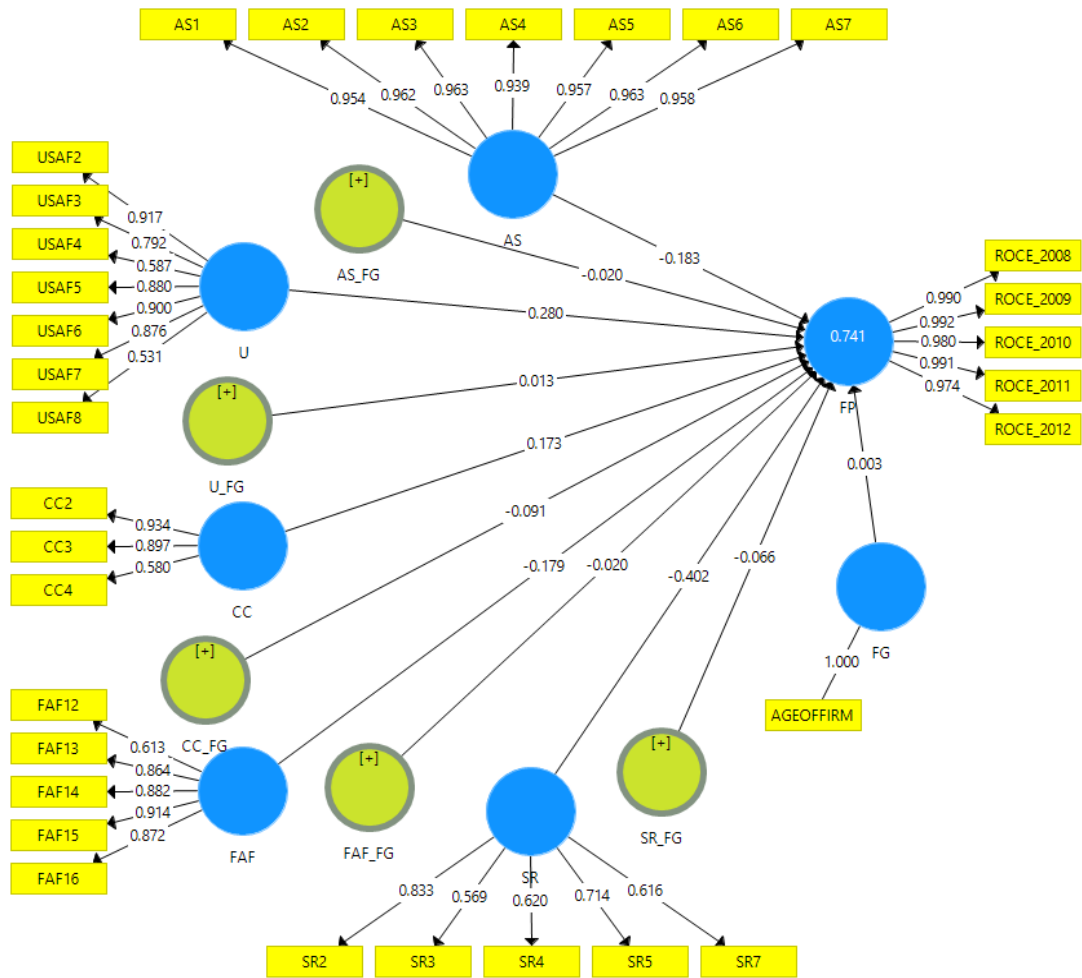 AS1 AS2 AS3 AS4 AS5 AS6 AS7
0.954 0.962 0.963 0.939 0.957 0.963 0.958
AS
[+]
AS_FG
-0.183
-0.020
USAF2
USAF3
USAF4
USAF5
USAF6
USAF7
USAF8
0.917
0.792
0.587
0.880
0.900
0.876
0.531
U
0.280
[+]
U_FG
0.013
ROCE_2008
ROCE_2009
ROCE_2010
ROCE_2011
ROCE_2012
0.990
0.992
0.980
0.991
0.974
0.741
FP
CC2
CC3
CC4
0.934
0.897
0.580
CC
0.173
[+]
CC_FG
-0.091
0.003
FG
1.000
AGEOFFIRM
FAF12
FAF13
FAF14
FAF15
FAF16
0.613
0.864
0.882
0.914
0.872
FAF
-0.179
[+]
FAF_FG
-0.020
-0.402
[+]
SR_FG
-0.066
SR
0.833 0.569 0.620 0.714 0.616
SR2 SR3 SR4 SR5 SR7